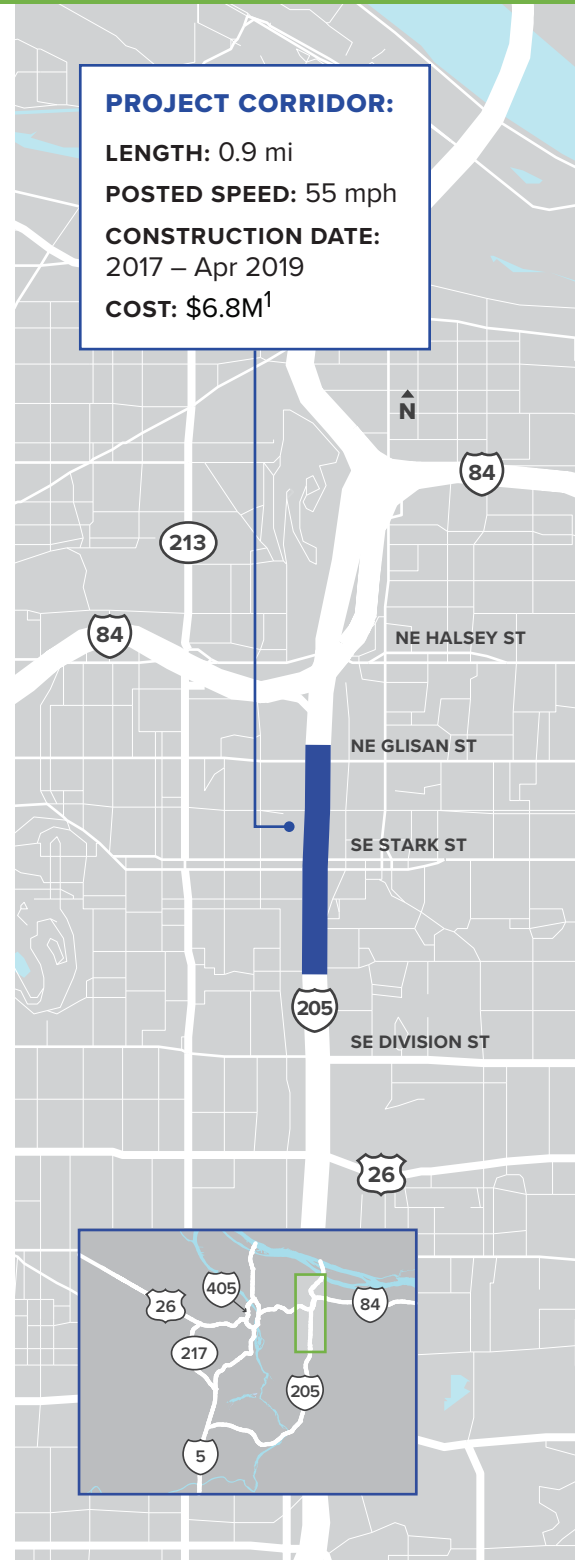 PROJECT CORRIDOR:
LENGTH: 0.9 mi
POSTED SPEED: 55 mph
CONSTRUCTION DATE:
2017 – Apr 2019
COST: $6.8M¹
N
84
213
84
NE HALSEY ST
NE GLISAN ST
SE STARK ST
205
SE DIVISION ST
26
405
26
84
217
205
5